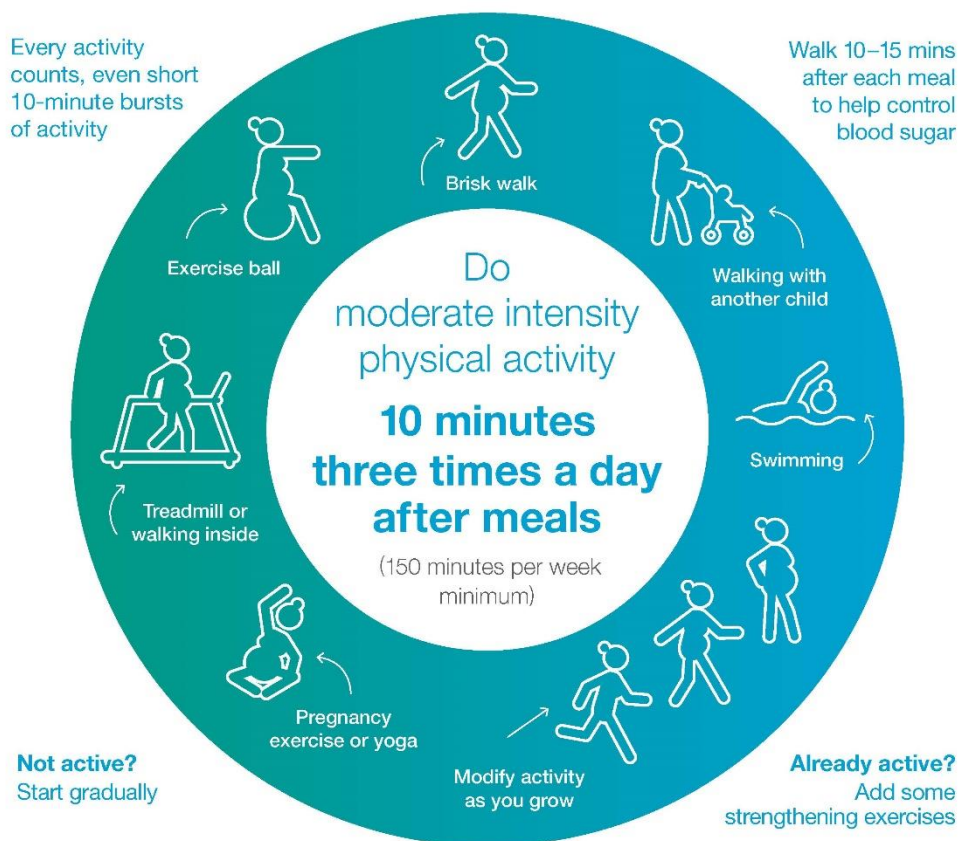 Every activity
counts, even short
10-minute bursts
of activity
Walk 10–15 mins
after each meal
to help control
blood sugar
Brisk walk
Exercise ball
Walking with
another child
Do
moderate intensity
physical activity
10 minutes
three times a day
after meals
(150 minutes per week
minimum)
Swimming
Treadmill or
walking inside
Pregnancy
exercise or yoga
Modify activity
as you grow
Not active?
Start gradually
Already active?
Add some
strengthening exercises